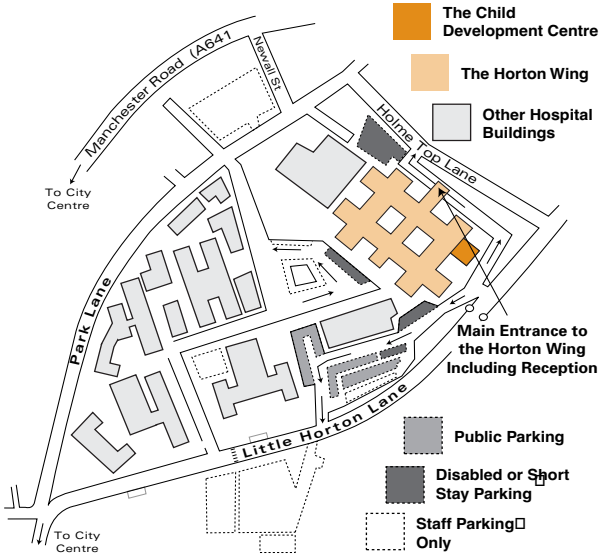 The Child
Development Centre
The Horton Wing
Other Hospital
Buildings
Manchester Road (A641
Newall St
Holme Top Lane
To City
Centre
Park Lane
Main Entrance to
the Horton Wing
Including Reception
Little Horton Lane
Public Parking
Disabled or Short
Stay Parking
Staff Parking
Only
To City
Centre